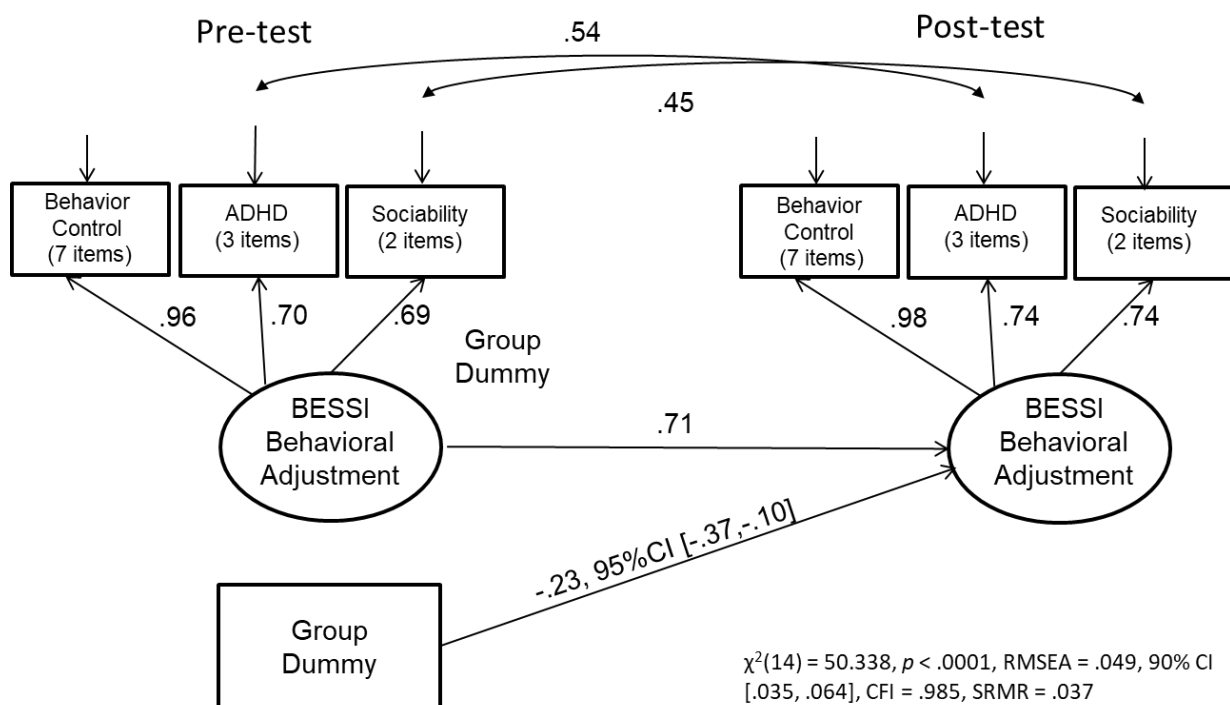 Pre-test
.54
Post-test
.45
Behavior
Control
(7 items)
ADHD
(3 items)
Sociability
(2 items)
Behavior
Control
(7 items)
ADHD
(3 items)
Sociability
(2 items)
.96
.70
.69
.98
.74
.74
Group
Dummy
BESSI
Behavioral
Adjustment
.71
BESSI
Behavioral
Adjustment
-.23, 95%CI [-.37,-.10]
Group
Dummy
χ²(14) = 50.338, p < .0001, RMSEA = .049, 90% CI
[.035, .064], CFI = .985, SRMR = .037